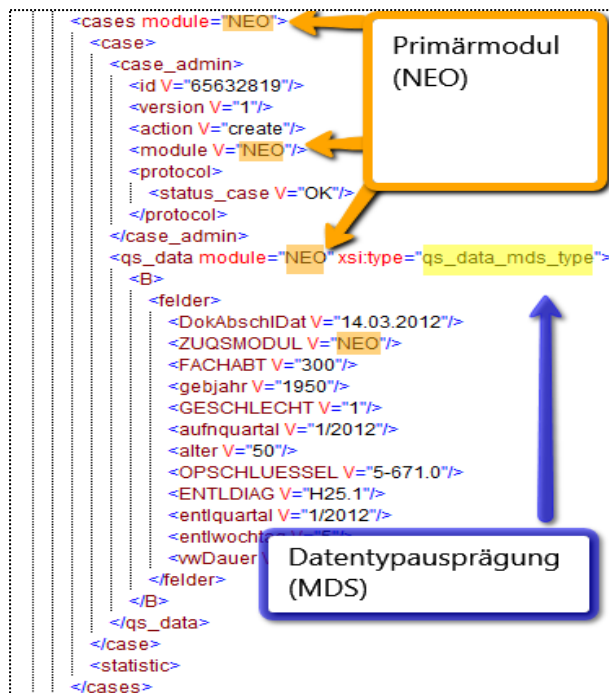 <cases module="NEO">
<case>
<case_admin>
<id V="65632819"/>
<version V="1"/>
<action V="create"/>
<module V="NEO"/>
<protocol>
<status_case V="OK"/>
</protocol>
</case_admin>
<qs_data module="NEO" xsi:type="qs_data_mds_type">
<B>
<felder>
<DokAbschlDat V="14.03.2012"/>
<ZUQSMODUL V="NEO"/>
<FACHABT V="300"/>
<gebjahr V="1950"/>
<GESCHLECHT V="1"/>
<aufnquartal V="1/2012"/>
<alter V="50"/>
<OPSCHLUESSEL V="5-671.0"/>
<ENTLDIAG V="H25.1"/>
<entlquartal V="1/2012"/>
<entlwochtag
<vwDauer
</felder>
</B>
</qs_data>
</case>
<statistic>
</cases>
Primärmodul
(NEO)
Datentypausprägung
(MDS)